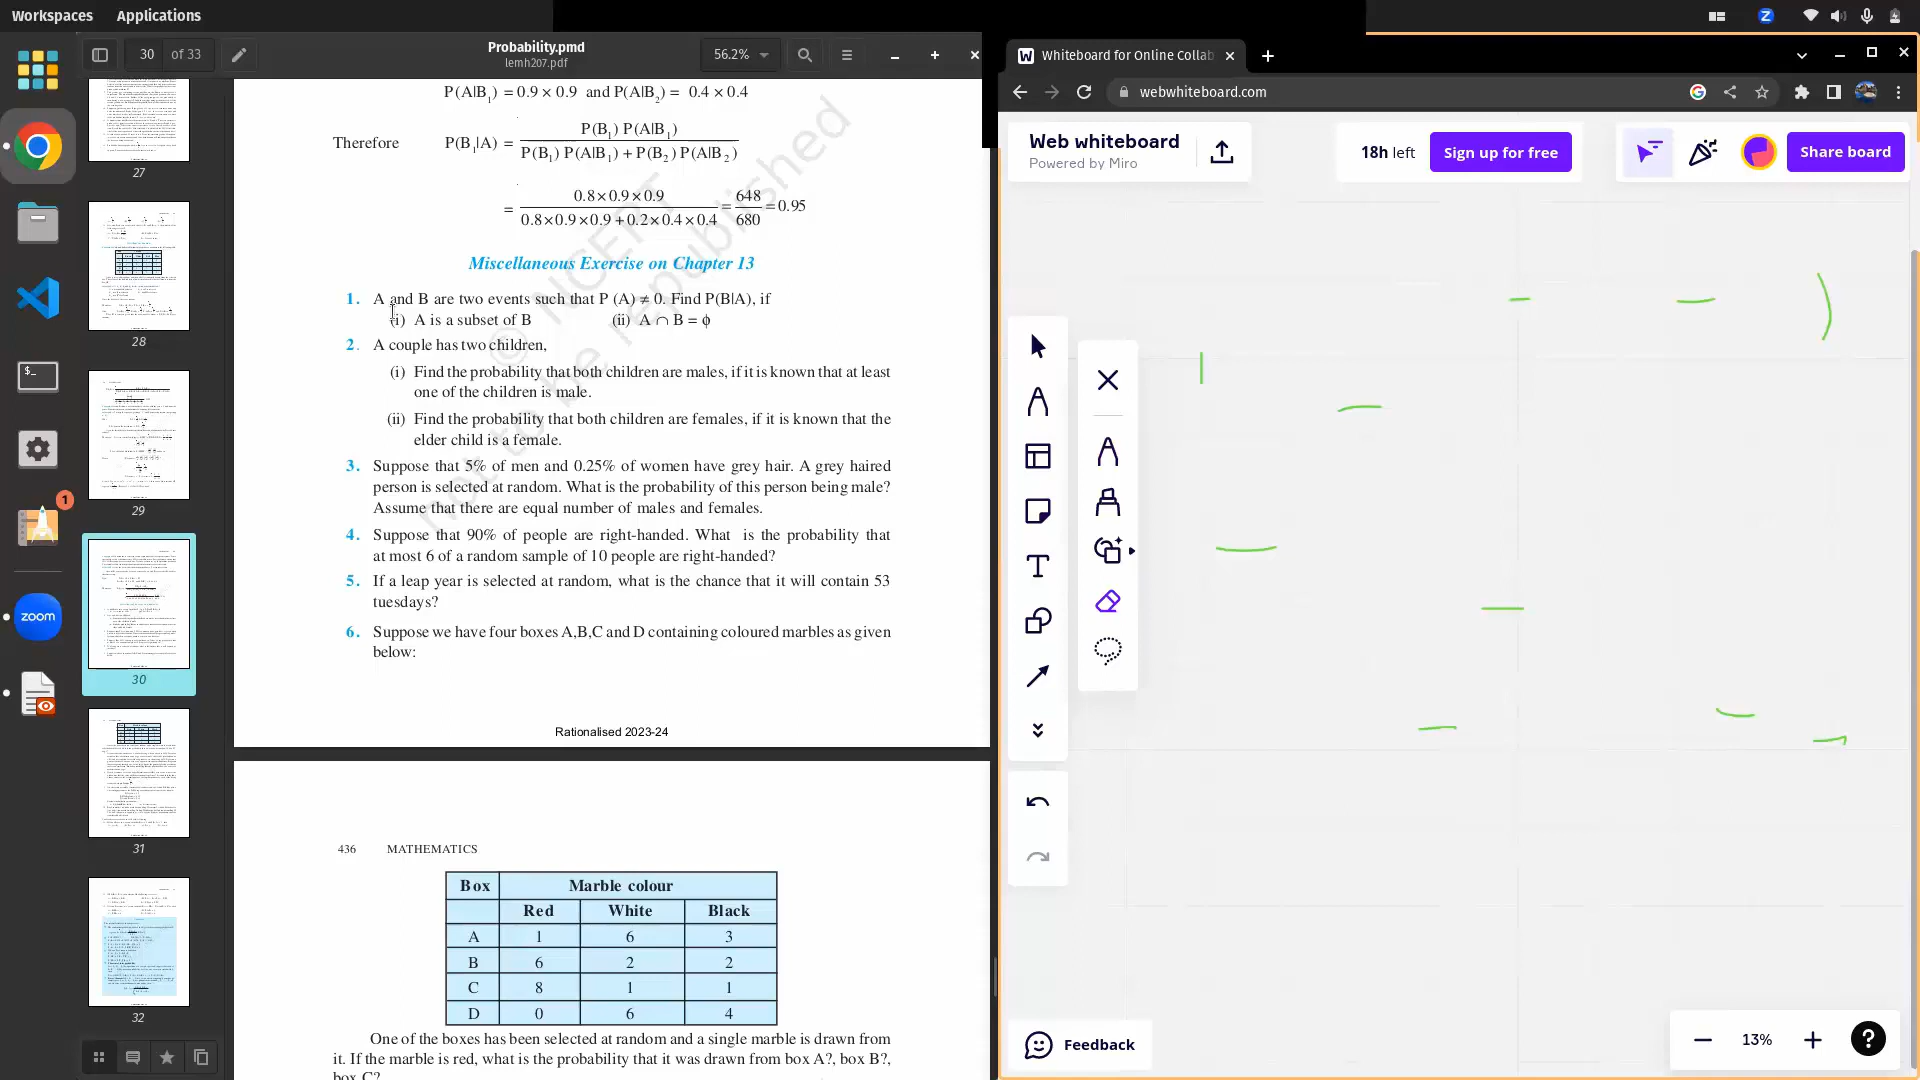 Workspaces Applications
30 of 33
Probability.pmd
lemh207.pdf
56.2%
27
28
29
30
31
32
1
zoom
P(A|B1) = 0.9 × 0.9 and P(A|B2) = 0.4 × 0.4
Therefore P(B1|A) = P(B1) P(A|B1) / P(B1) P(A|B1) + P(B2) P(A|B2)
= 0.8×0.9×0.9 / 0.8×0.9×0.9 + 0.2×0.4×0.4 = 648 / 680 = 0.95
© NCERT
not to be republished
Miscellaneous Exercise on Chapter 13
1. A and B are two events such that P (A) ≠ 0. Find P(B|A), if
(i) A is a subset of B (ii) A ∩ B = ϕ
2. A couple has two children,
(i) Find the probability that both children are males, if it is known that at least
one of the children is male.
(ii) Find the probability that both children are females, if it is known that the
elder child is a female.
3. Suppose that 5% of men and 0.25% of women have grey hair. A grey haired
person is selected at random. What is the probability of this person being male?
Assume that there are equal number of males and females.
4. Suppose that 90% of people are right-handed. What is the probability that
at most 6 of a random sample of 10 people are right-handed?
5. If a leap year is selected at random, what is the chance that it will contain 53
tuesdays?
6. Suppose we have four boxes A,B,C and D containing coloured marbles as given
below:
Rationalised 2023-24
436 MATHEMATICS
Box Marble colour
Red White Black
A 1 6 3
B 6 2 2
C 8 1 1
D 0 6 4
One of the boxes has been selected at random and a single marble is drawn from
it. If the marble is red, what is the probability that it was drawn from box A?, box B?,
box C?
Whiteboard for Online Collab
webwhiteboard.com
Web whiteboard
Powered by Miro
18h left
Sign up for free
Share board
Feedback
13%